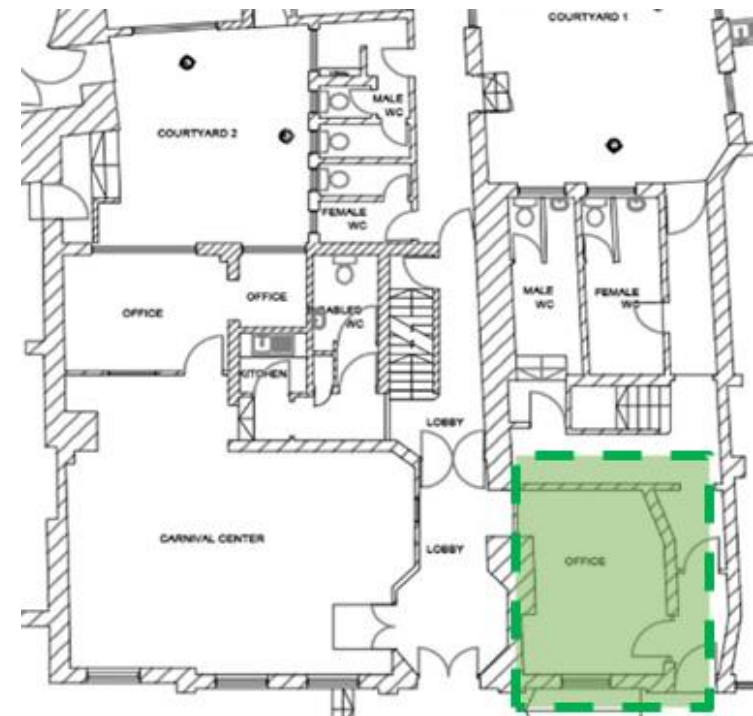 COURTYARD 1
COURTYARD 2
MALE
WC
FEMALE
WC
OFFICE
OFFICE
WC
KITCHEN
MALE
WC
FEMALE
WC
LOBBY
LOBBY
CARNIVAL CENTER
OFFICE